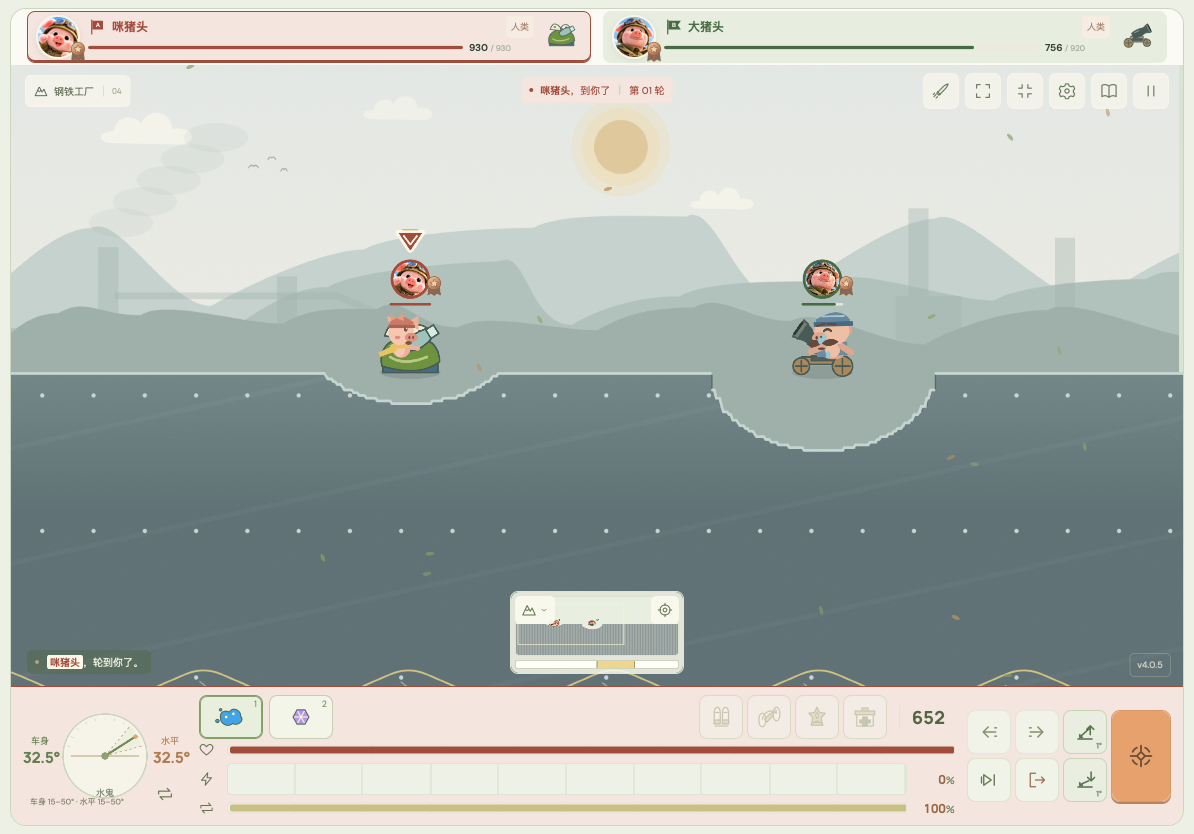 A 咪猪头 人类
930 / 930
B 大猪头 人类
756 / 920
钢铁工厂 04
咪猪头，到你了 第 01 轮
咪猪头，轮到你了。
v4.0.5
车身
32.5°
水平
32.5°
水鬼
车身 15–50° · 水平 15–50°
1
2
652
0%
100%
1°
1°